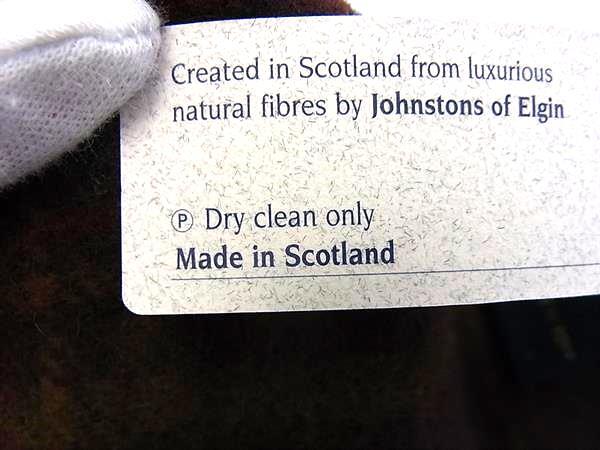 Created in Scotland from luxurious
natural fibres by Johnstons of Elgin
Ⓟ Dry clean only
Made in Scotland